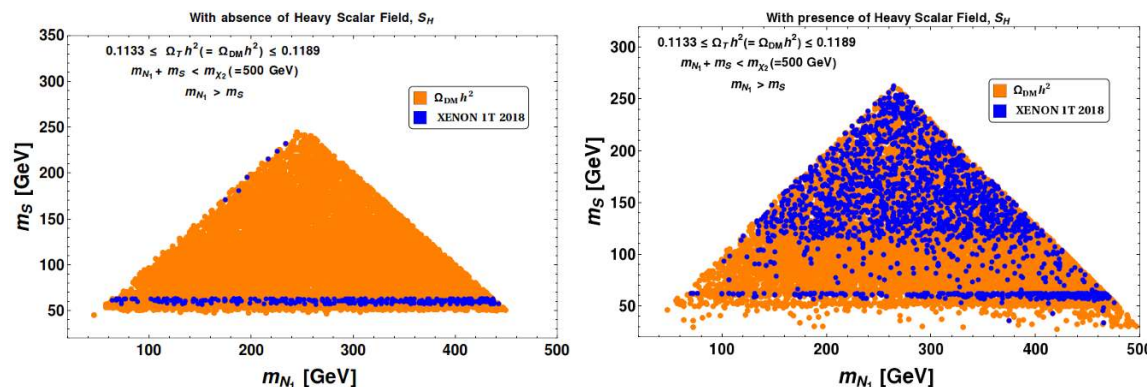 With absence of Heavy Scalar Field, S_H
0.1133 ≤ Ω_T h²(= Ω_DM h²) ≤ 0.1189
m_N₁ + m_S < m_χ₂(=500 GeV)
m_N₁ > m_S
Ω_DM h²
XENON 1T 2018
m_S [GeV]
350
300
250
200
150
100
50
100
200
300
400
500
m_N₁ [GeV]
With presence of Heavy Scalar Field, S_H
0.1133 ≤ Ω_T h²(= Ω_DM h²) ≤ 0.1189
m_N₁ + m_S < m_χ₂(=500 GeV)
m_N₁ > m_S
Ω_DM h²
XENON 1T 2018
m_S [GeV]
300
250
200
150
100
50
100
200
300
400
500
m_N₁ [GeV]